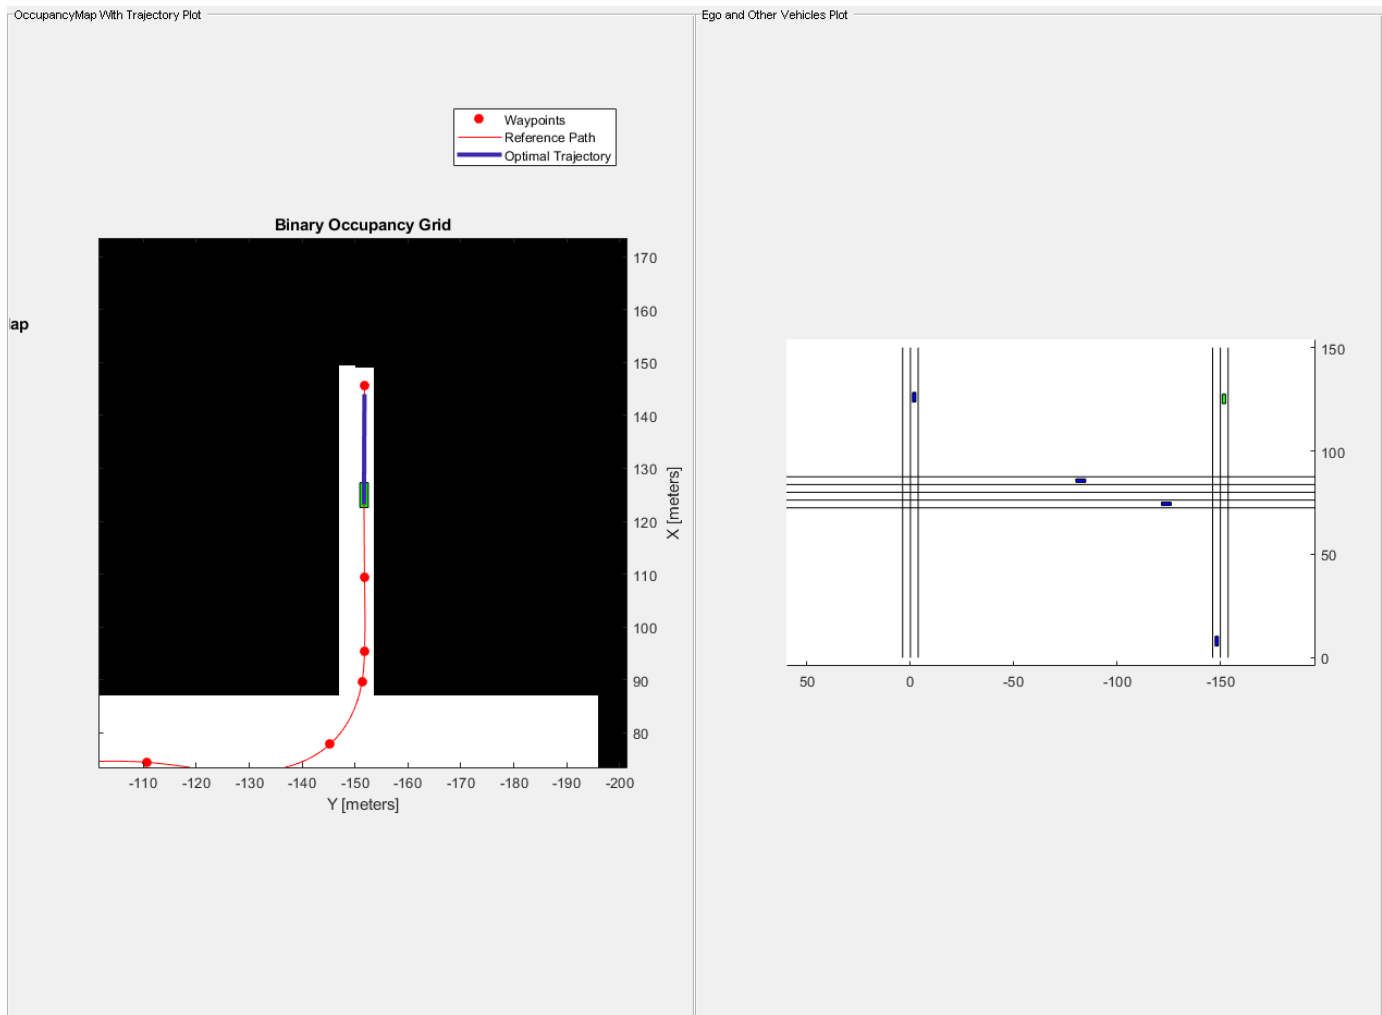 OccupancyMap With Trajectory Plot
Waypoints
Reference Path
Optimal Trajectory
Binary Occupancy Grid
ap
170
160
150
140
130
120
110
100
90
80
X [meters]
-110 -120 -130 -140 -150 -160 -170 -180 -190 -200
Y [meters]
Ego and Other Vehicles Plot
150
100
50
0
50 0 -50 -100 -150